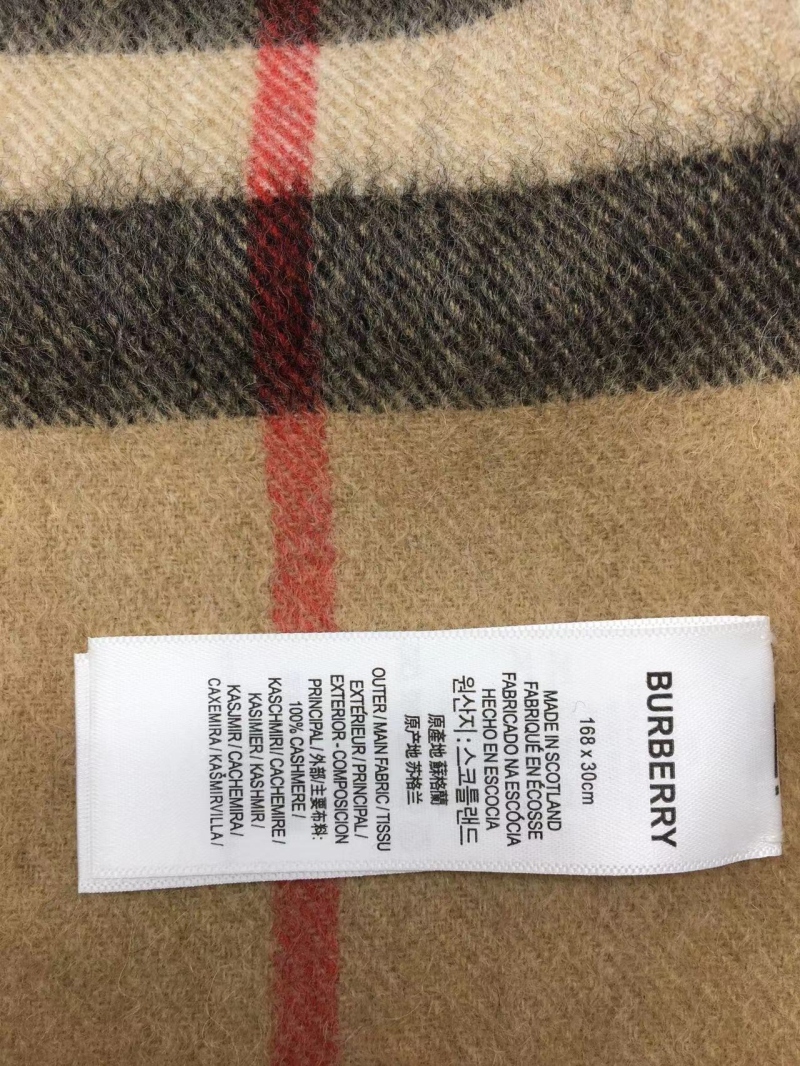 BURBERRY
168 x 30cm
MADE IN SCOTLAND
FABRIQUÉ EN ÉCOSSE
FABRICADO NA ESCÓCIA
HECHO EN ESCOCIA
원산지 : 스코틀랜드
原產地 蘇格蘭
原产地 苏格兰
OUTER / MAIN FABRIC / TISSU
EXTÉRIEUR / PRINCIPAL /
EXTERIOR - COMPOSICION
PRINCIPAL / 外部/主要布料:
100% CASHMERE /
KASCHMIRI / CACHEMIRE /
KASIMIER / KASHMIR /
KASJMIR / CACHEMIRA /
CAXEMIRA / KAŠMIRVILLA /